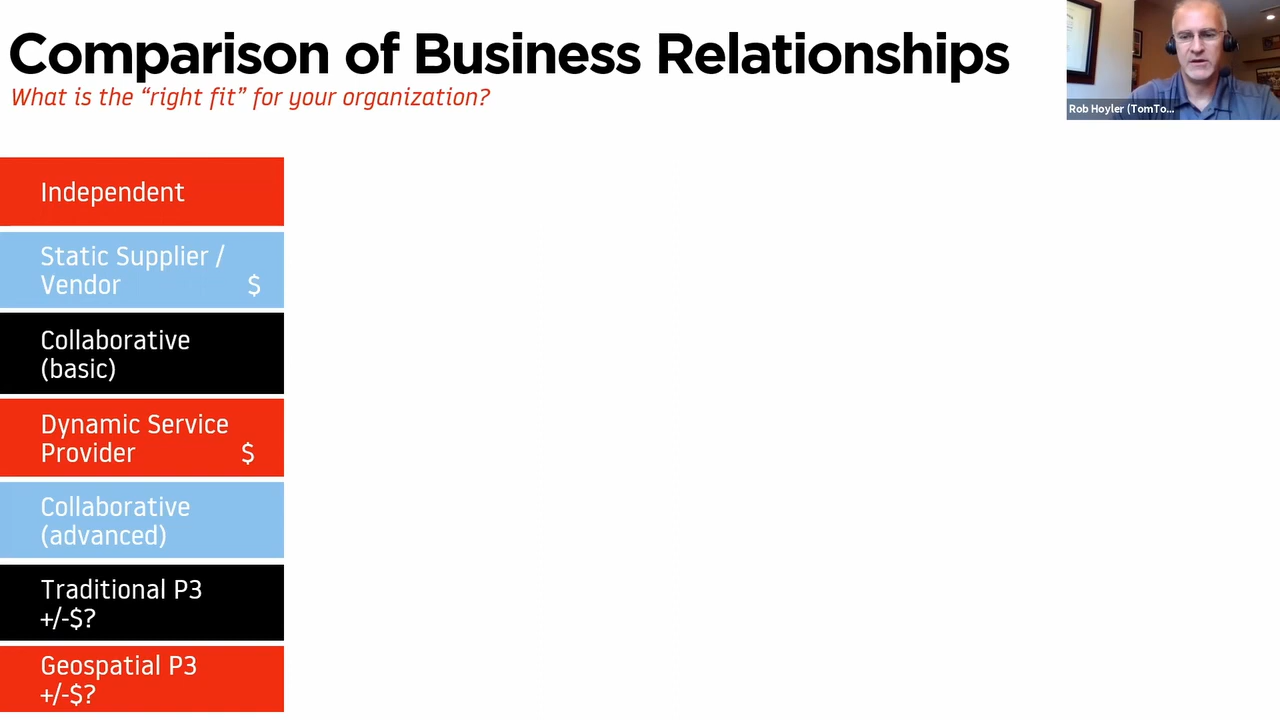 Comparison of Business Relationships
What is the “right fit” for your organization?
Rob Hoyler (TomTo...
Independent
Static Supplier /
Vendor $
Collaborative
(basic)
Dynamic Service
Provider $
Collaborative
(advanced)
Traditional P3
+/-$?
Geospatial P3
+/-$?